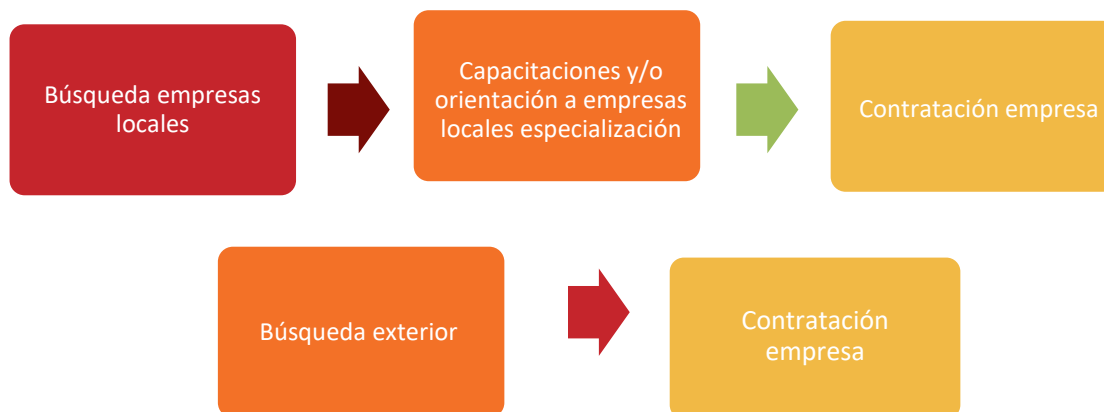 Búsqueda empresas
locales
Capacitaciones y/o
orientación a empresas
locales especialización
Contratación empresa
Búsqueda exterior
Contratación
empresa